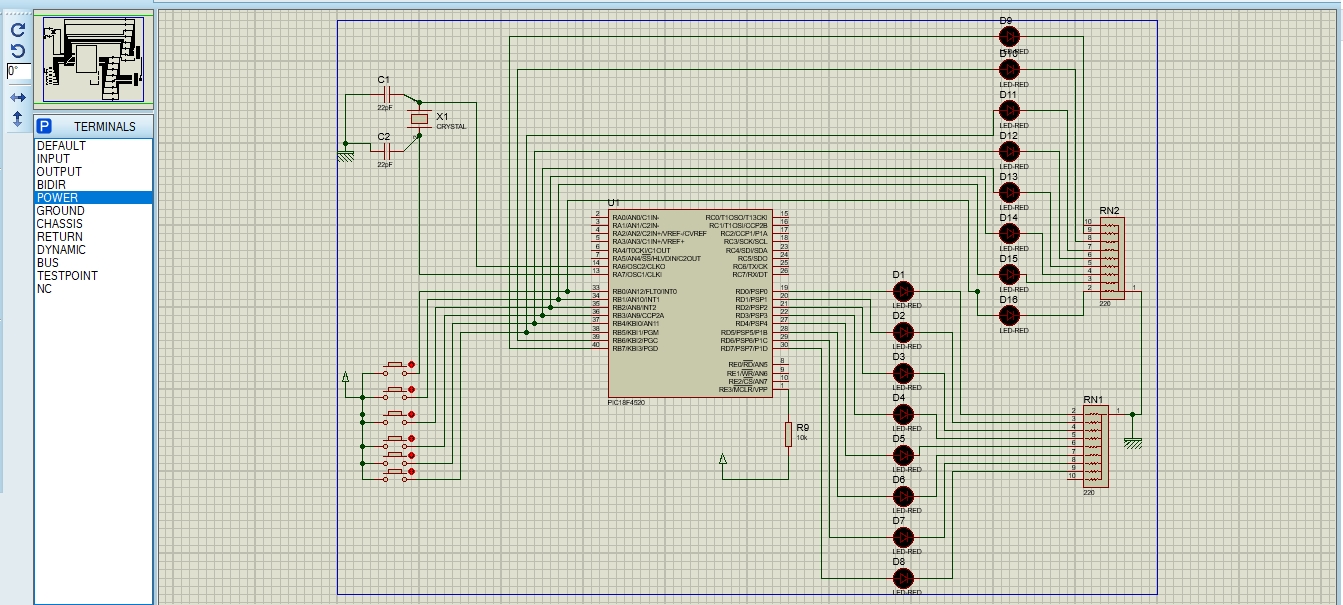 0°
P TERMINALS
DEFAULT
INPUT
OUTPUT
BIDIR
POWER
GROUND
CHASSIS
RETURN
DYNAMIC
BUS
TESTPOINT
NC
C1
22pF
X1
CRYSTAL
C2
22pF
U1
2 RA0/AN0/C1IN- RC0/T1OSO/T13CKI 15
3 RA1/AN1/C2IN- RC1/T1OSI/CCP2B 16
4 RA2/AN2/C2IN+/VREF-/CVREF RC2/CCP1/P1A 17
5 RA3/AN3/C1IN+/VREF+ RC3/SCK/SCL 18
6 RA4/T0CKI/C1OUT RC4/SDI/SDA 23
7 RA5/AN4/SS/HLVDIN/C2OUT RC5/SDO 24
14 RA6/OSC2/CLKO RC6/TX/CK 25
13 RA7/OSC1/CLKI RC7/RX/DT 26
33 RB0/AN12/FLT0/INT0 RD0/PSP0 19
34 RB1/AN10/INT1 RD1/PSP1 20
35 RB2/AN8/INT2 RD2/PSP2 21
36 RB3/AN9/CCP2A RD3/PSP3 22
37 RB4/KBI0/AN11 RD4/PSP4 27
38 RB5/KBI1/PGM RD5/PSP5/P1B 28
39 RB6/KBI2/PGC RD6/PSP6/P1C 29
40 RB7/KBI3/PGD RD7/PSP7/P1D 30
RE0/RD/AN5 8
RE1/WR/AN6 9
RE2/CS/AN7 10
RE3/MCLR/VPP 1
PIC18F4520
R9
10k
D1
LED-RED
D2
LED-RED
D3
LED-RED
D4
LED-RED
D5
LED-RED
D6
LED-RED
D7
LED-RED
D8
LED-RED
D9
LED-RED
D10
LED-RED
D11
LED-RED
D12
LED-RED
D13
LED-RED
D14
LED-RED
D15
LED-RED
D16
LED-RED
RN2
10
9
8
7
6
5
4
3
2 1
220
RN1
2 1
3
4
5
6
7
8
9
10
220